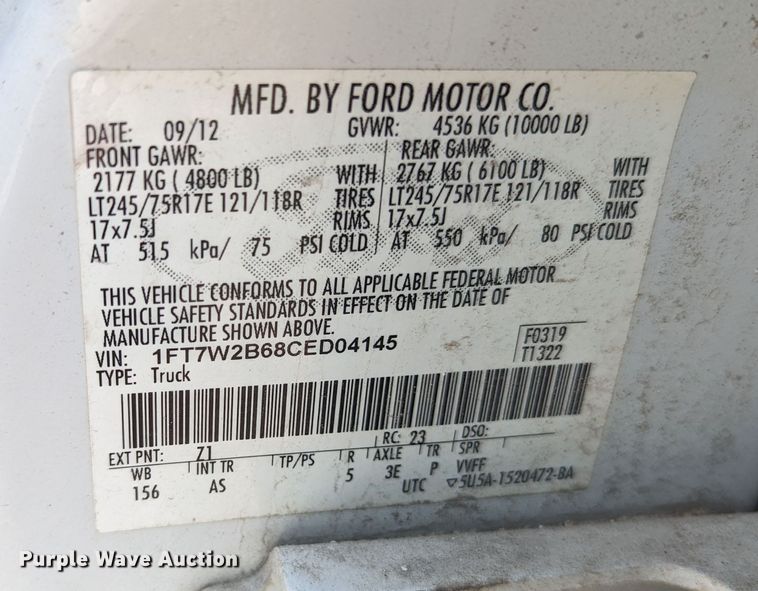 MFD. BY FORD MOTOR CO.
DATE: 09/12 GVWR: 4536 KG (10000 LB)
FRONT GAWR: REAR GAWR:
2177 KG ( 4800 LB) WITH 2767 KG ( 6100 LB) WITH
LT245/75R17E 121/118R TIRES LT245/75R17E 121/118R TIRES
17x7.5J RIMS 17x7.5J RIMS
AT 515 kPa/ 75 PSI COLD AT 550 kPa/ 80 PSI COLD
THIS VEHICLE CONFORMS TO ALL APPLICABLE FEDERAL MOTOR
VEHICLE SAFETY STANDARDS IN EFFECT ON THE DATE OF
MANUFACTURE SHOWN ABOVE.
VIN: 1FT7W2B68CED04145 F0319
TYPE: Truck T1322
EXT PNT: Z1 RC: 23 DSO:
WB INT TR TP/PS R AXLE TR SPR
156 AS 5 3E P VVFF
UTC ▽5U5A-1520472-BA
Purple Wave Auction